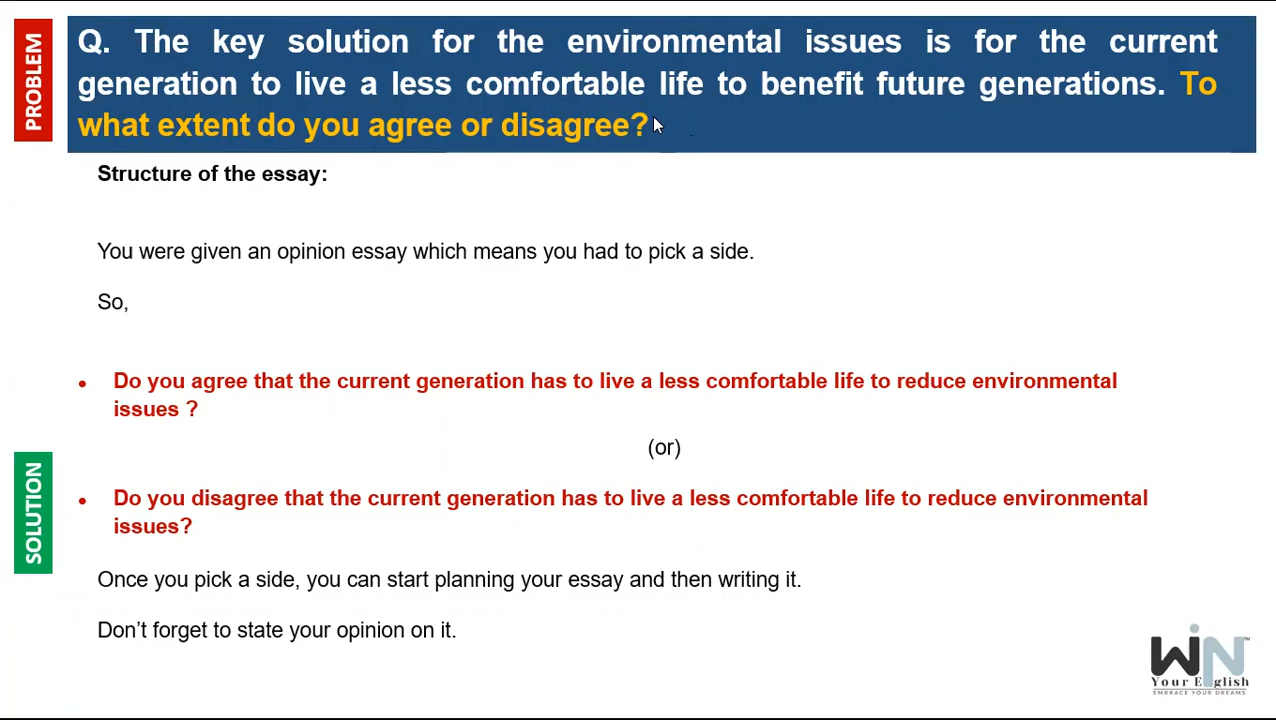 PROBLEM
Q. The key solution for the environmental issues is for the current
generation to live a less comfortable life to benefit future generations. To
what extent do you agree or disagree?
Structure of the essay:
You were given an opinion essay which means you had to pick a side.
So,
• Do you agree that the current generation has to live a less comfortable life to reduce environmental
issues ?
(or)
SOLUTION
• Do you disagree that the current generation has to live a less comfortable life to reduce environmental
issues?
Once you pick a side, you can start planning your essay and then writing it.
Don’t forget to state your opinion on it.
WiN™
Your English
EMBRACE YOUR DREAMS